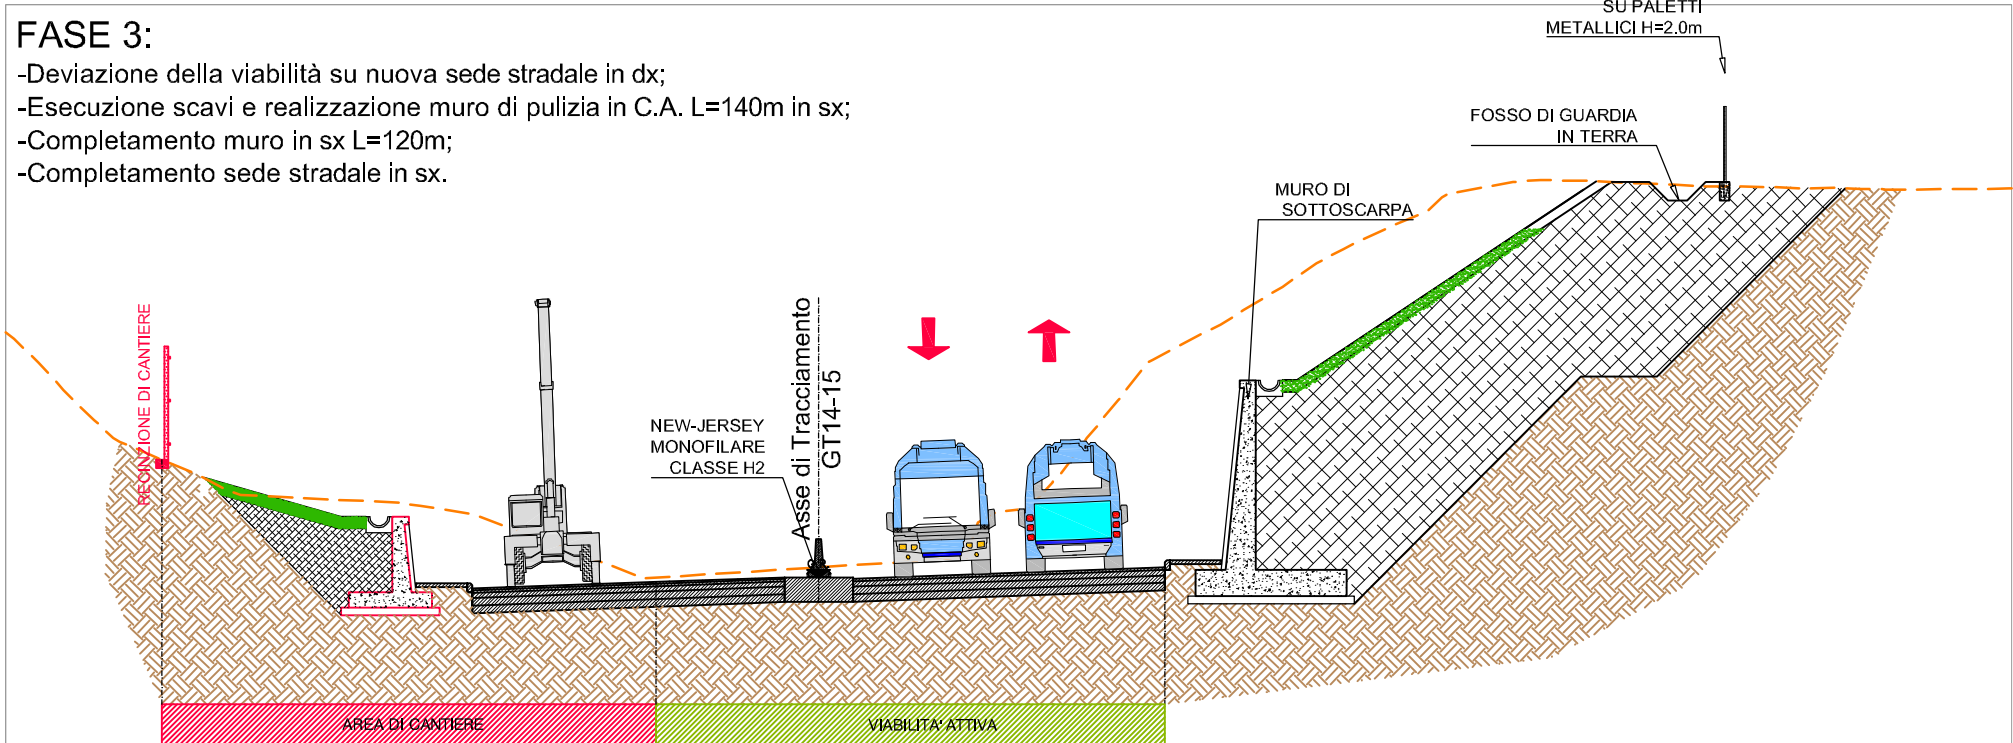 FASE 3:
-Deviazione della viabilità su nuova sede stradale in dx;
-Esecuzione scavi e realizzazione muro di pulizia in C.A. L=140m in sx;
-Completamento muro in sx L=120m;
-Completamento sede stradale in sx.
SU PALETTI
METALLICI H=2.0m
FOSSO DI GUARDIA
IN TERRA
MURO DI
SOTTOSCARPA
RECINZIONE DI CANTIERE
NEW-JERSEY
MONOFILARE
CLASSE H2
Asse di Tracciamento
GT14-15
AREA DI CANTIERE
VIABILITA' ATTIVA